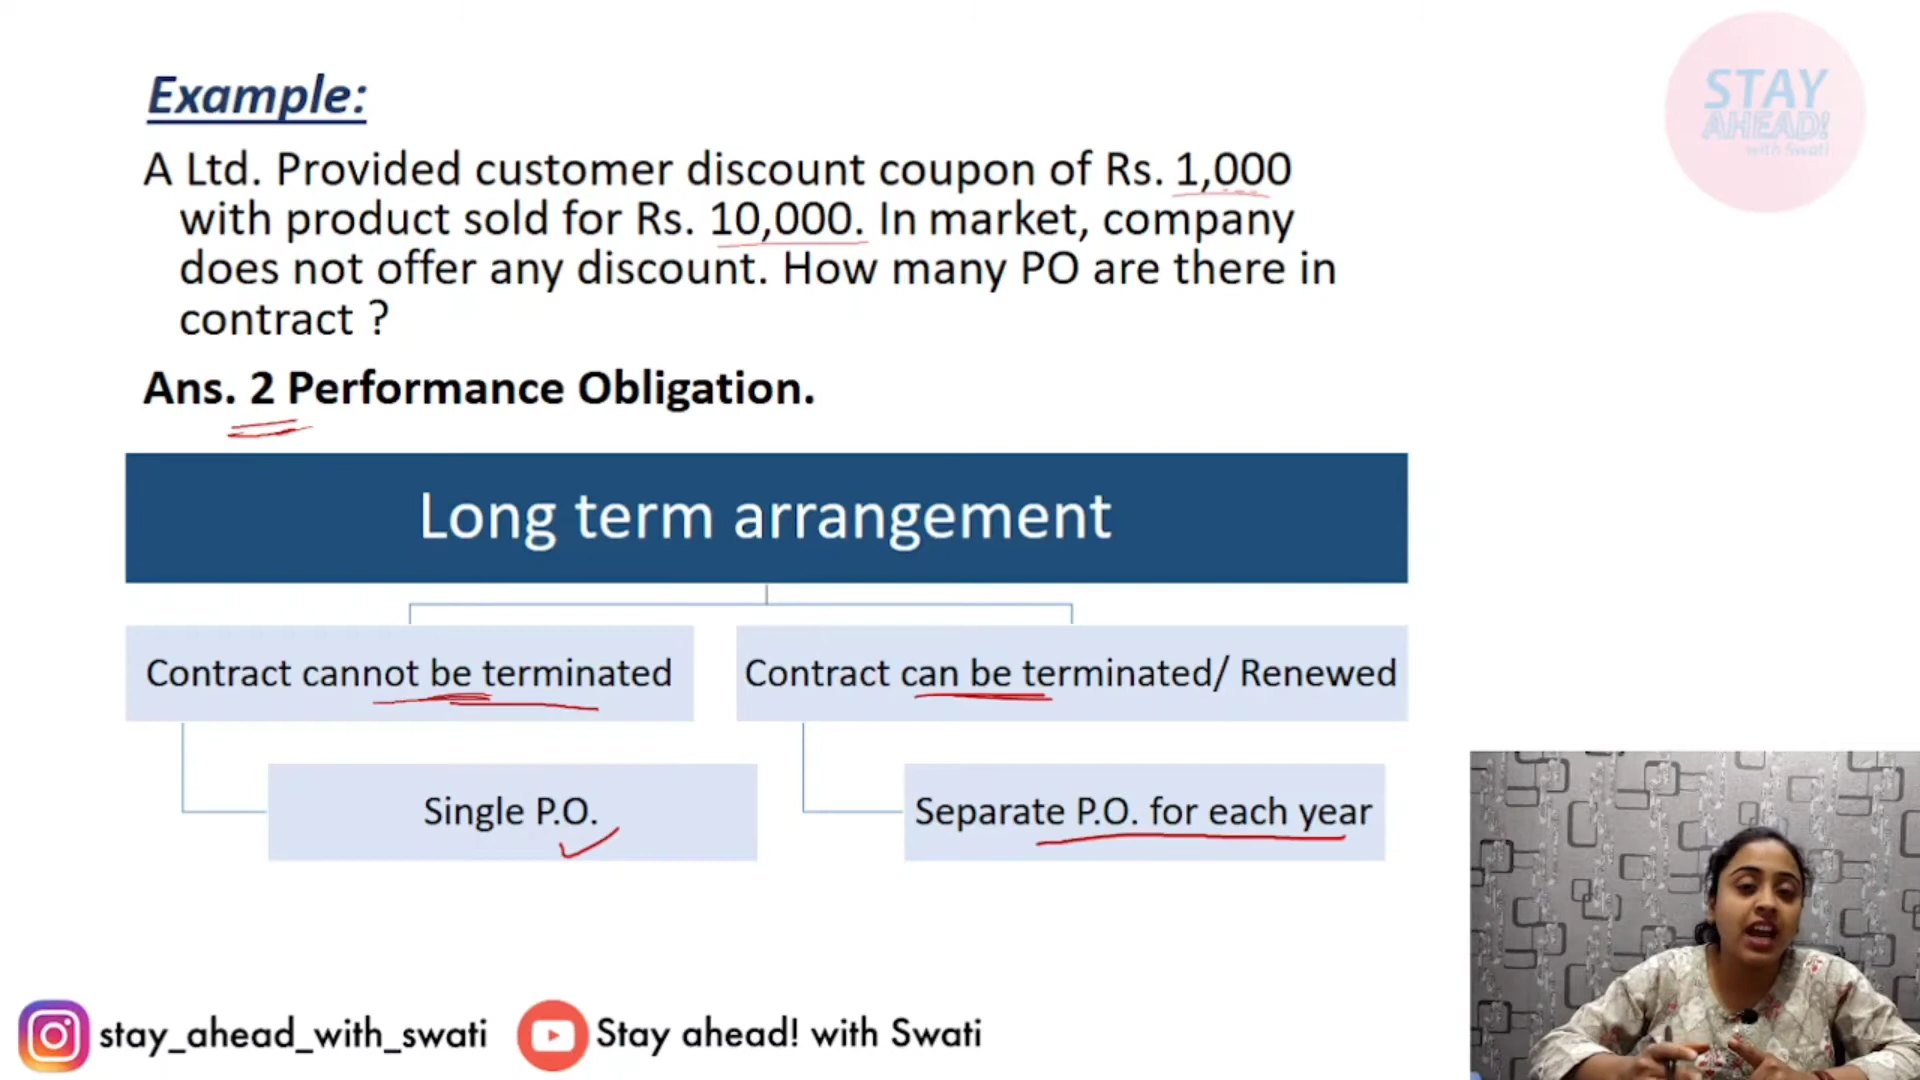 STAY
AHEAD!
with Swati
Example:
A Ltd. Provided customer discount coupon of Rs. 1,000
with product sold for Rs. 10,000. In market, company
does not offer any discount. How many PO are there in
contract ?
Ans. 2 Performance Obligation.
Long term arrangement
Contract cannot be terminated
Contract can be terminated/ Renewed
Single P.O.
Separate P.O. for each year
stay_ahead_with_swati
Stay ahead! with Swati